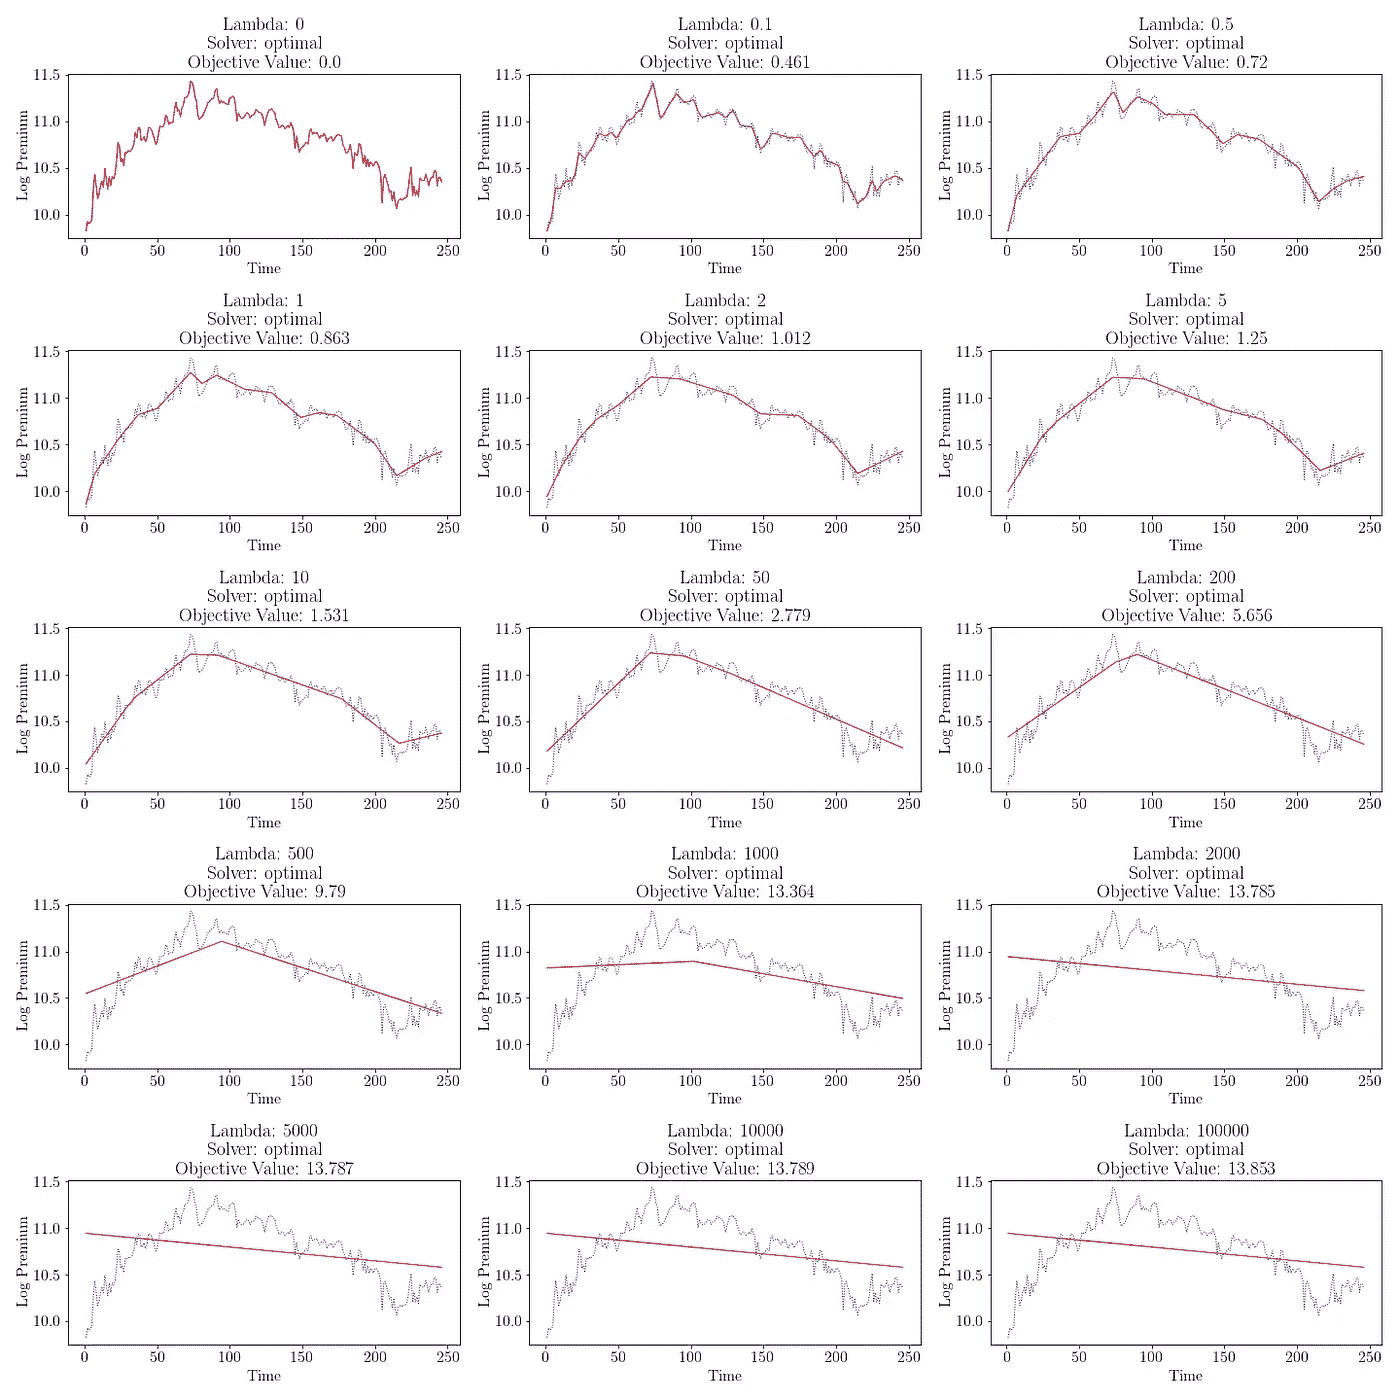 Lambda: 0
Solver: optimal
Objective Value: 0.0
11.5
11.0
10.5
10.0
Log Premium
0 50 100 150 200 250
Time
Lambda: 0.1
Solver: optimal
Objective Value: 0.461
11.5
11.0
10.5
10.0
Log Premium
0 50 100 150 200 250
Time
Lambda: 0.5
Solver: optimal
Objective Value: 0.72
11.5
11.0
10.5
10.0
Log Premium
0 50 100 150 200 250
Time
Lambda: 1
Solver: optimal
Objective Value: 0.863
11.5
11.0
10.5
10.0
Log Premium
0 50 100 150 200 250
Time
Lambda: 2
Solver: optimal
Objective Value: 1.012
11.5
11.0
10.5
10.0
Log Premium
0 50 100 150 200 250
Time
Lambda: 5
Solver: optimal
Objective Value: 1.25
11.5
11.0
10.5
10.0
Log Premium
0 50 100 150 200 250
Time
Lambda: 10
Solver: optimal
Objective Value: 1.531
11.5
11.0
10.5
10.0
Log Premium
0 50 100 150 200 250
Time
Lambda: 50
Solver: optimal
Objective Value: 2.779
11.5
11.0
10.5
10.0
Log Premium
0 50 100 150 200 250
Time
Lambda: 200
Solver: optimal
Objective Value: 5.656
11.5
11.0
10.5
10.0
Log Premium
0 50 100 150 200 250
Time
Lambda: 500
Solver: optimal
Objective Value: 9.79
11.5
11.0
10.5
10.0
Log Premium
0 50 100 150 200 250
Time
Lambda: 1000
Solver: optimal
Objective Value: 13.364
11.5
11.0
10.5
10.0
Log Premium
0 50 100 150 200 250
Time
Lambda: 2000
Solver: optimal
Objective Value: 13.785
11.5
11.0
10.5
10.0
Log Premium
0 50 100 150 200 250
Time
Lambda: 5000
Solver: optimal
Objective Value: 13.787
11.5
11.0
10.5
10.0
Log Premium
0 50 100 150 200 250
Time
Lambda: 10000
Solver: optimal
Objective Value: 13.789
11.5
11.0
10.5
10.0
Log Premium
0 50 100 150 200 250
Time
Lambda: 100000
Solver: optimal
Objective Value: 13.853
11.5
11.0
10.5
10.0
Log Premium
0 50 100 150 200 250
Time